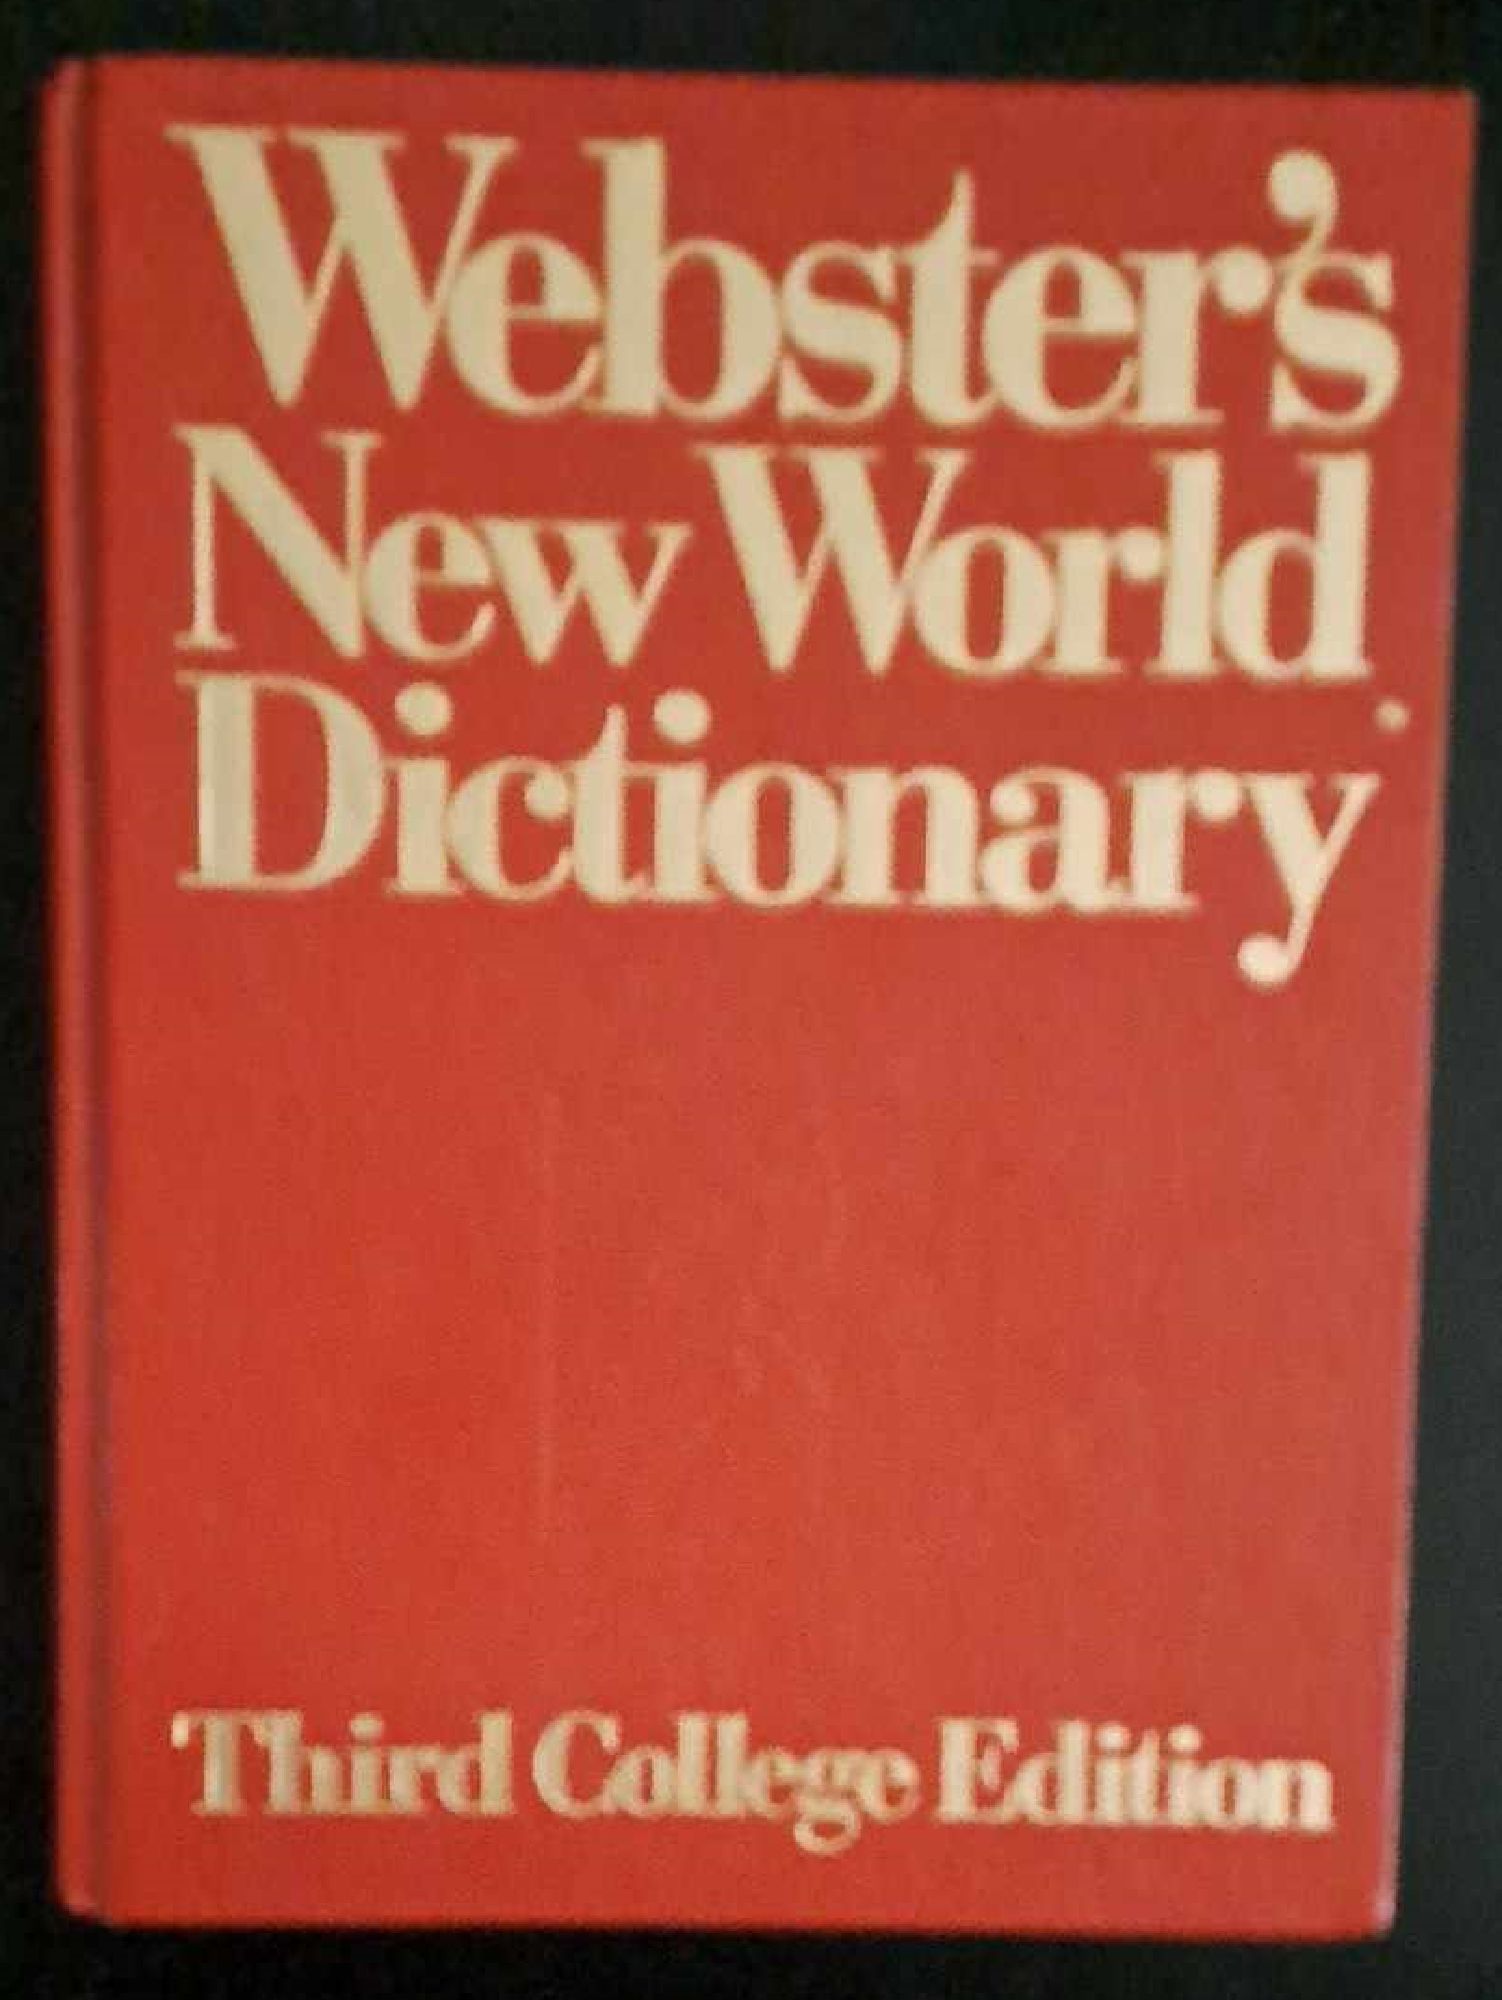 Webster's
New World
Dictionary
Third College Edition